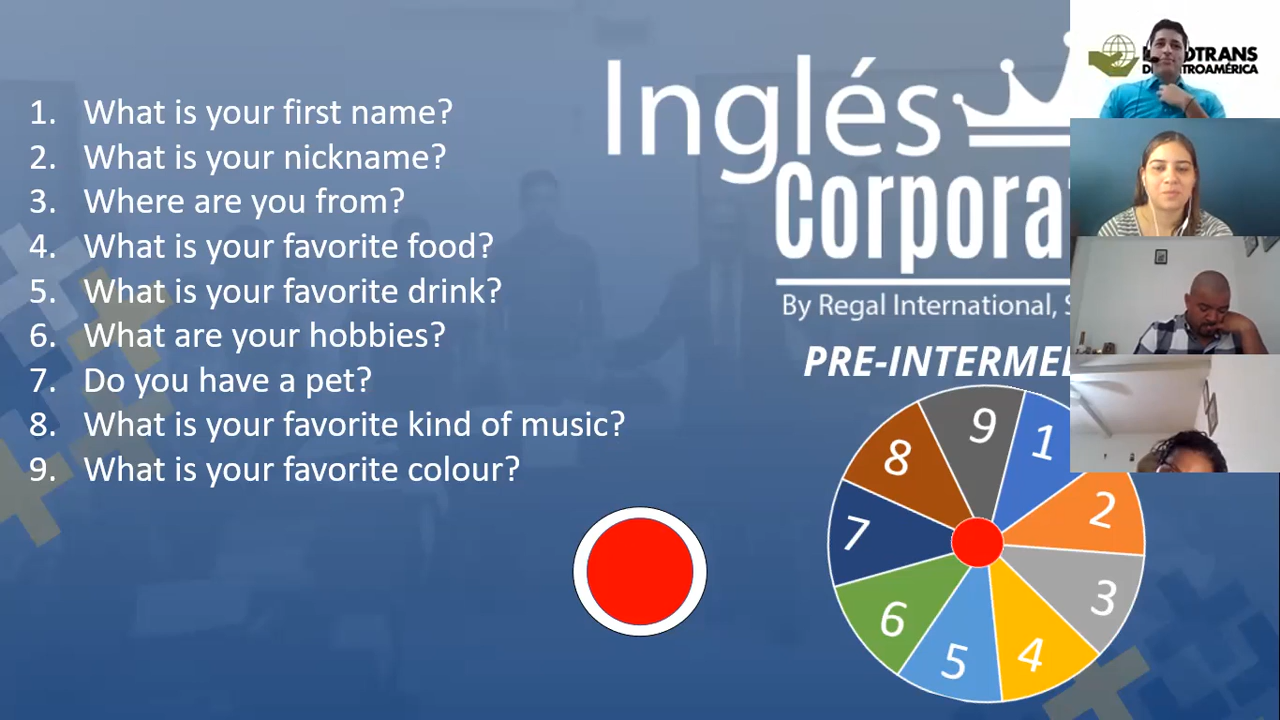 1. What is your first name?
2. What is your nickname?
3. Where are you from?
4. What is your favorite food?
5. What is your favorite drink?
6. What are your hobbies?
7. Do you have a pet?
8. What is your favorite kind of music?
9. What is your favorite colour?
Inglés
Corpora
By Regal International, S
PRE-INTERME
TRANS
1
2
3
4
5
6
7
8
9